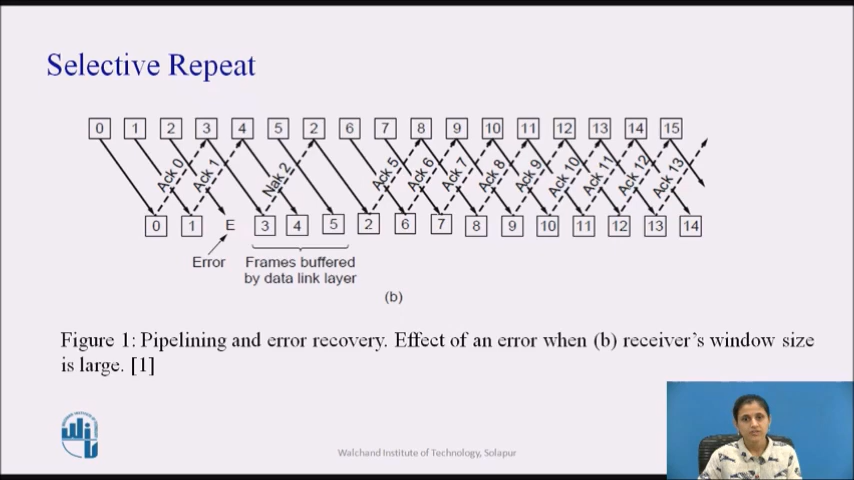 Selective Repeat
0 1 2 3 4 5 2 6 7 8 9 10 11 12 13 14 15
Ack 0 Ack 1 Nak 2 Ack 5 Ack 6 Ack 7 Ack 8 Ack 9 Ack 10 Ack 11 Ack 12 Ack 13
0 1 E 3 4 5 2 6 7 8 9 10 11 12 13 14
Error Frames buffered
by data link layer
(b)
Figure 1: Pipelining and error recovery. Effect of an error when (b) receiver's window size
is large. [1]
Walchand Institute of Technology, Solapur